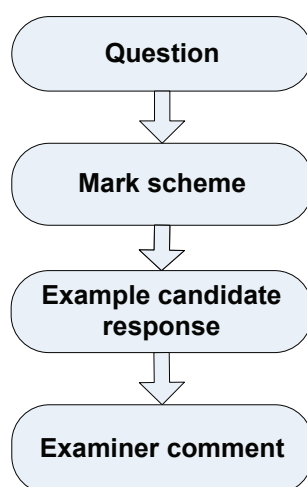 Question
Mark scheme
Example candidate
response
Examiner comment